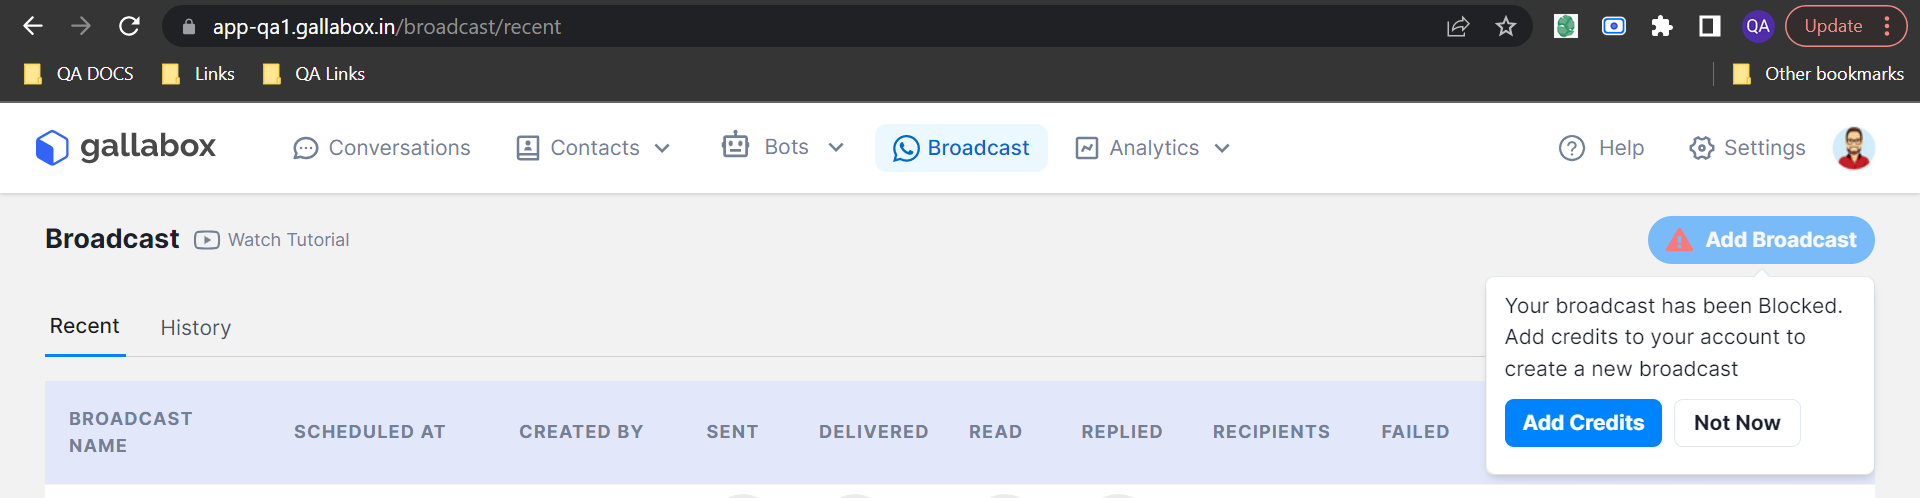 app-qa1.gallabox.in/broadcast/recent
QA
Update
QA DOCS
Links
QA Links
Other bookmarks
gallabox
Conversations
Contacts
Bots
Broadcast
Analytics
Help
Settings
Broadcast
Watch Tutorial
Add Broadcast
Recent
History
Your broadcast has been Blocked.
Add credits to your account to
create a new broadcast
Add Credits
Not Now
BROADCAST
NAME
SCHEDULED AT
CREATED BY
SENT
DELIVERED
READ
REPLIED
RECIPIENTS
FAILED